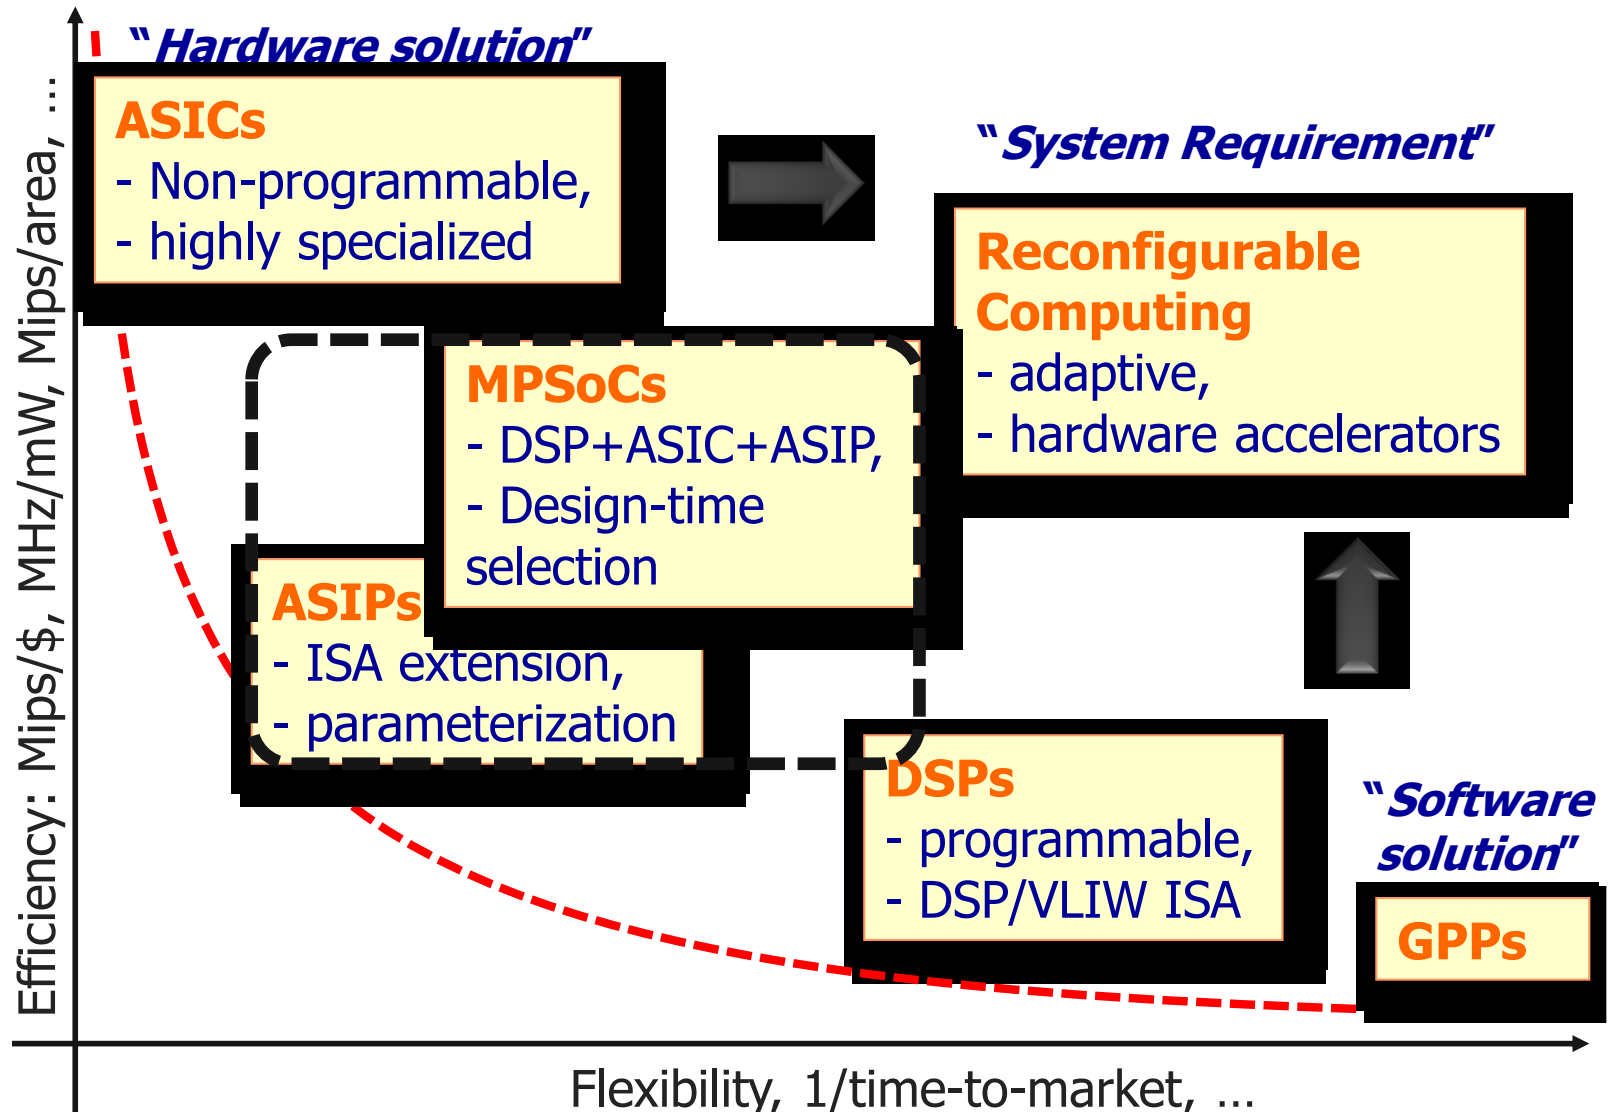 Efficiency: Mips/$, MHz/mW, Mips/area, …
"Hardware solution"
ASICs
- Non-programmable,
- highly specialized
"System Requirement"
Reconfigurable
Computing
- adaptive,
- hardware accelerators
MPSoCs
- DSP+ASIC+ASIP,
- Design-time
selection
ASIPs
- ISA extension,
- parameterization
DSPs
- programmable,
- DSP/VLIW ISA
"Software
solution"
GPPs
Flexibility, 1/time-to-market, …